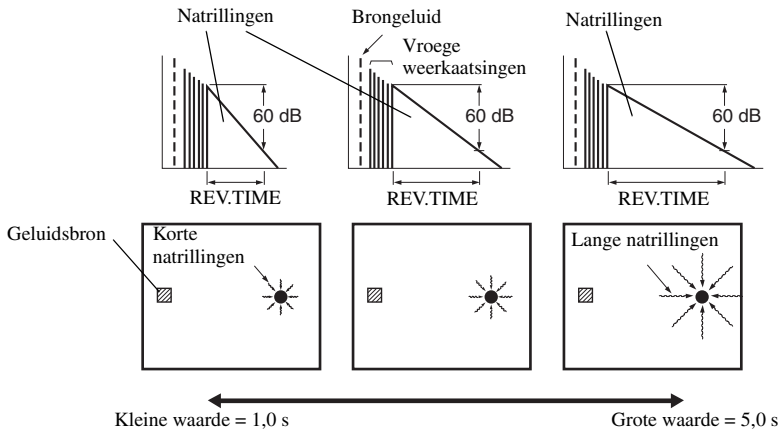 Natrillingen
Brongeluid
Natrillingen
Vroege
weerkaatsingen
60 dB
60 dB
60 dB
REV.TIME
REV.TIME
REV.TIME
Geluidsbron
Korte
natrillingen
Lange natrillingen
Kleine waarde = 1,0 s
Grote waarde = 5,0 s